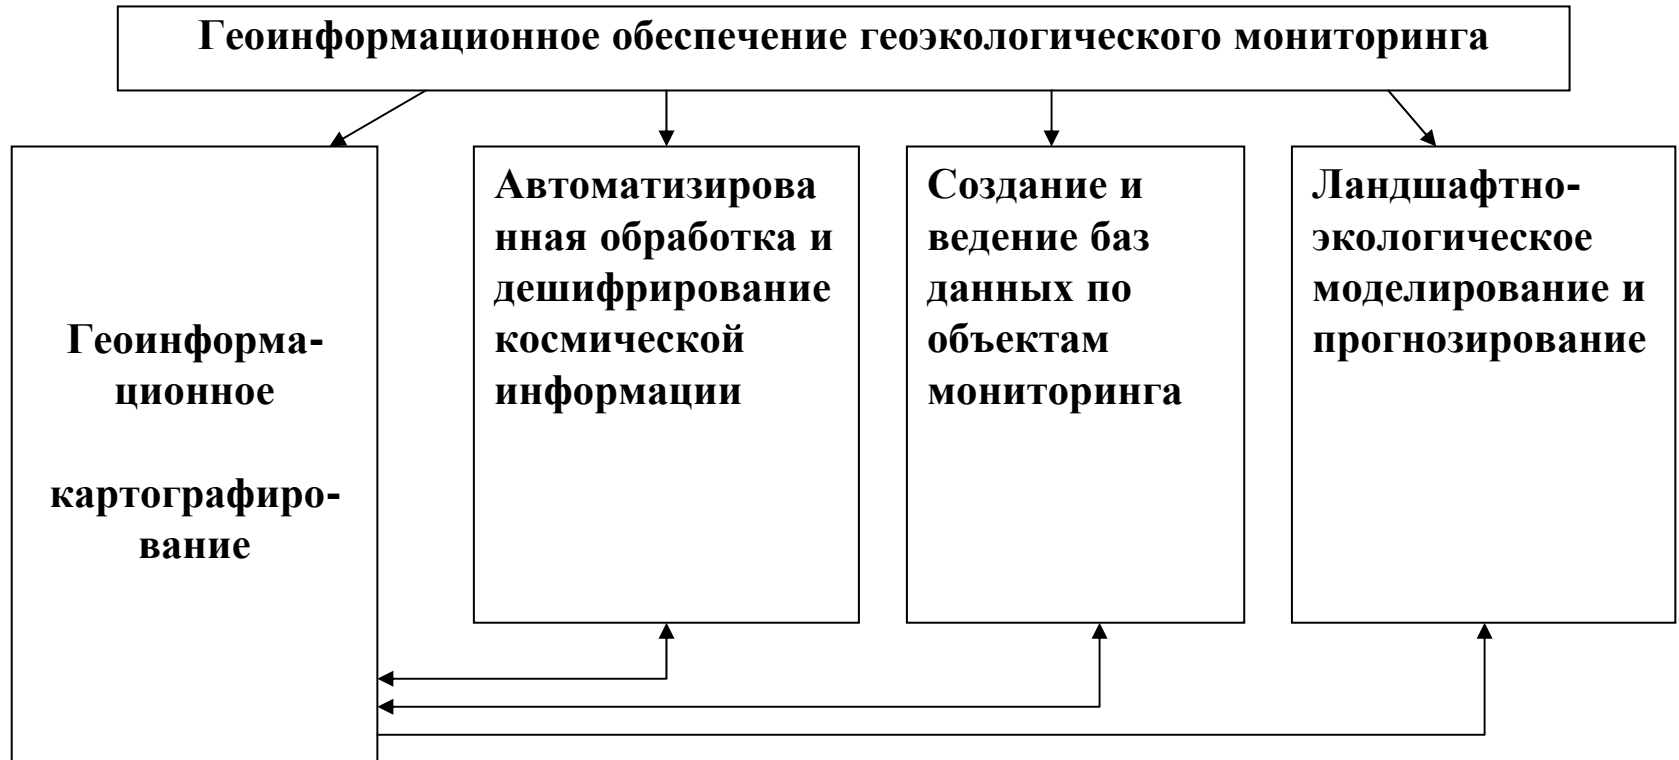 Геоинформационное обеспечение геоэкологического мониторинга
Геоинформа-
ционное
картографиро-
вание
Автоматизирова
нная обработка и
дешифрирование
космической
информации
Создание и
ведение баз
данных по
объектам
мониторинга
Ландшафтно-
экологическое
моделирование и
прогнозирование